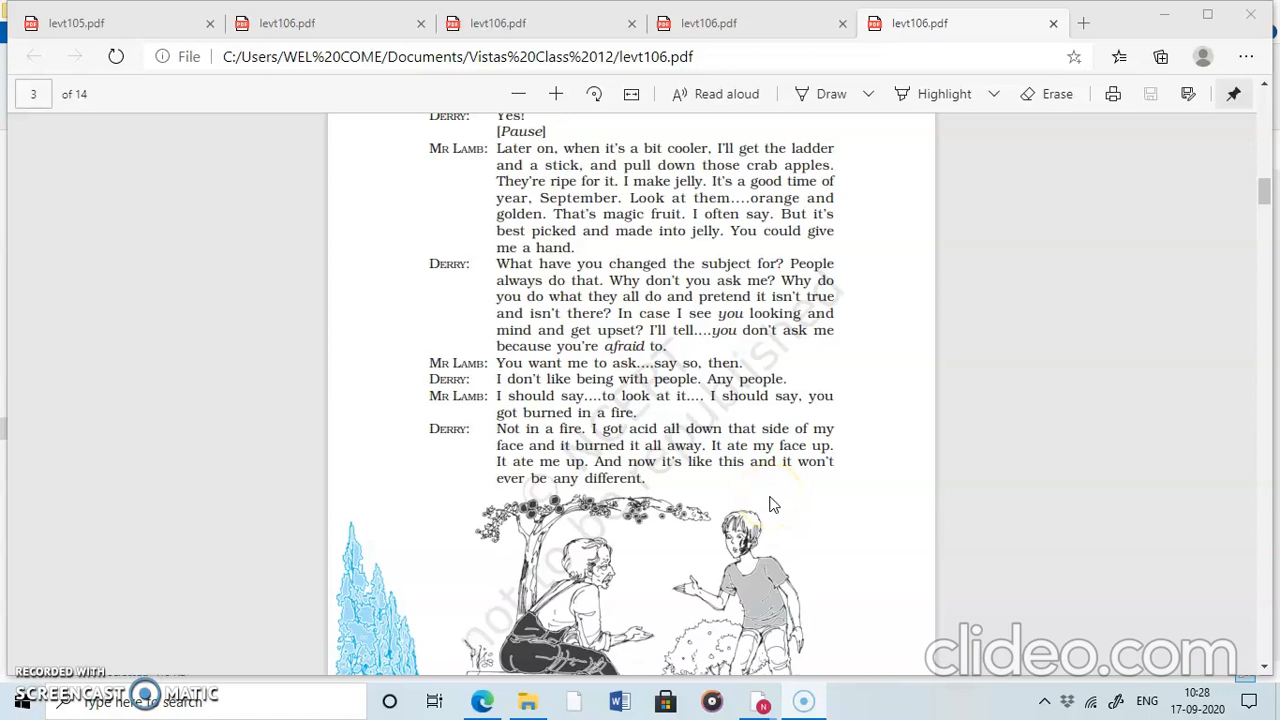 levt105.pdf
levt106.pdf
levt106.pdf
levt106.pdf
levt106.pdf
File C:/Users/WEL%20COME/Documents/Vistas%20Class%2012/levt106.pdf
3 of 14
Read aloud
Draw
Highlight
Erase
DERRY: Yes!
[Pause]
MR LAMB: Later on, when it's a bit cooler, I'll get the ladder
and a stick, and pull down those crab apples.
They're ripe for it. I make jelly. It's a good time of
year, September. Look at them....orange and
golden. That's magic fruit. I often say. But it's
best picked and made into jelly. You could give
me a hand.
DERRY: What have you changed the subject for? People
always do that. Why don't you ask me? Why do
you do what they all do and pretend it isn't true
and isn't there? In case I see you looking and
mind and get upset? I'll tell....you don't ask me
because you're afraid to.
MR LAMB: You want me to ask....say so, then.
DERRY: I don't like being with people. Any people.
MR LAMB: I should say....to look at it.... I should say, you
got burned in a fire.
DERRY: Not in a fire. I got acid all down that side of my
face and it burned it all away. It ate my face up.
It ate me up. And now it's like this and it won't
ever be any different.
© NCERT
not to be republished
clideo.com
RECORDED WITH
SCREENCAST MATIC
Type here to search
ENG
10:28
17-09-2020